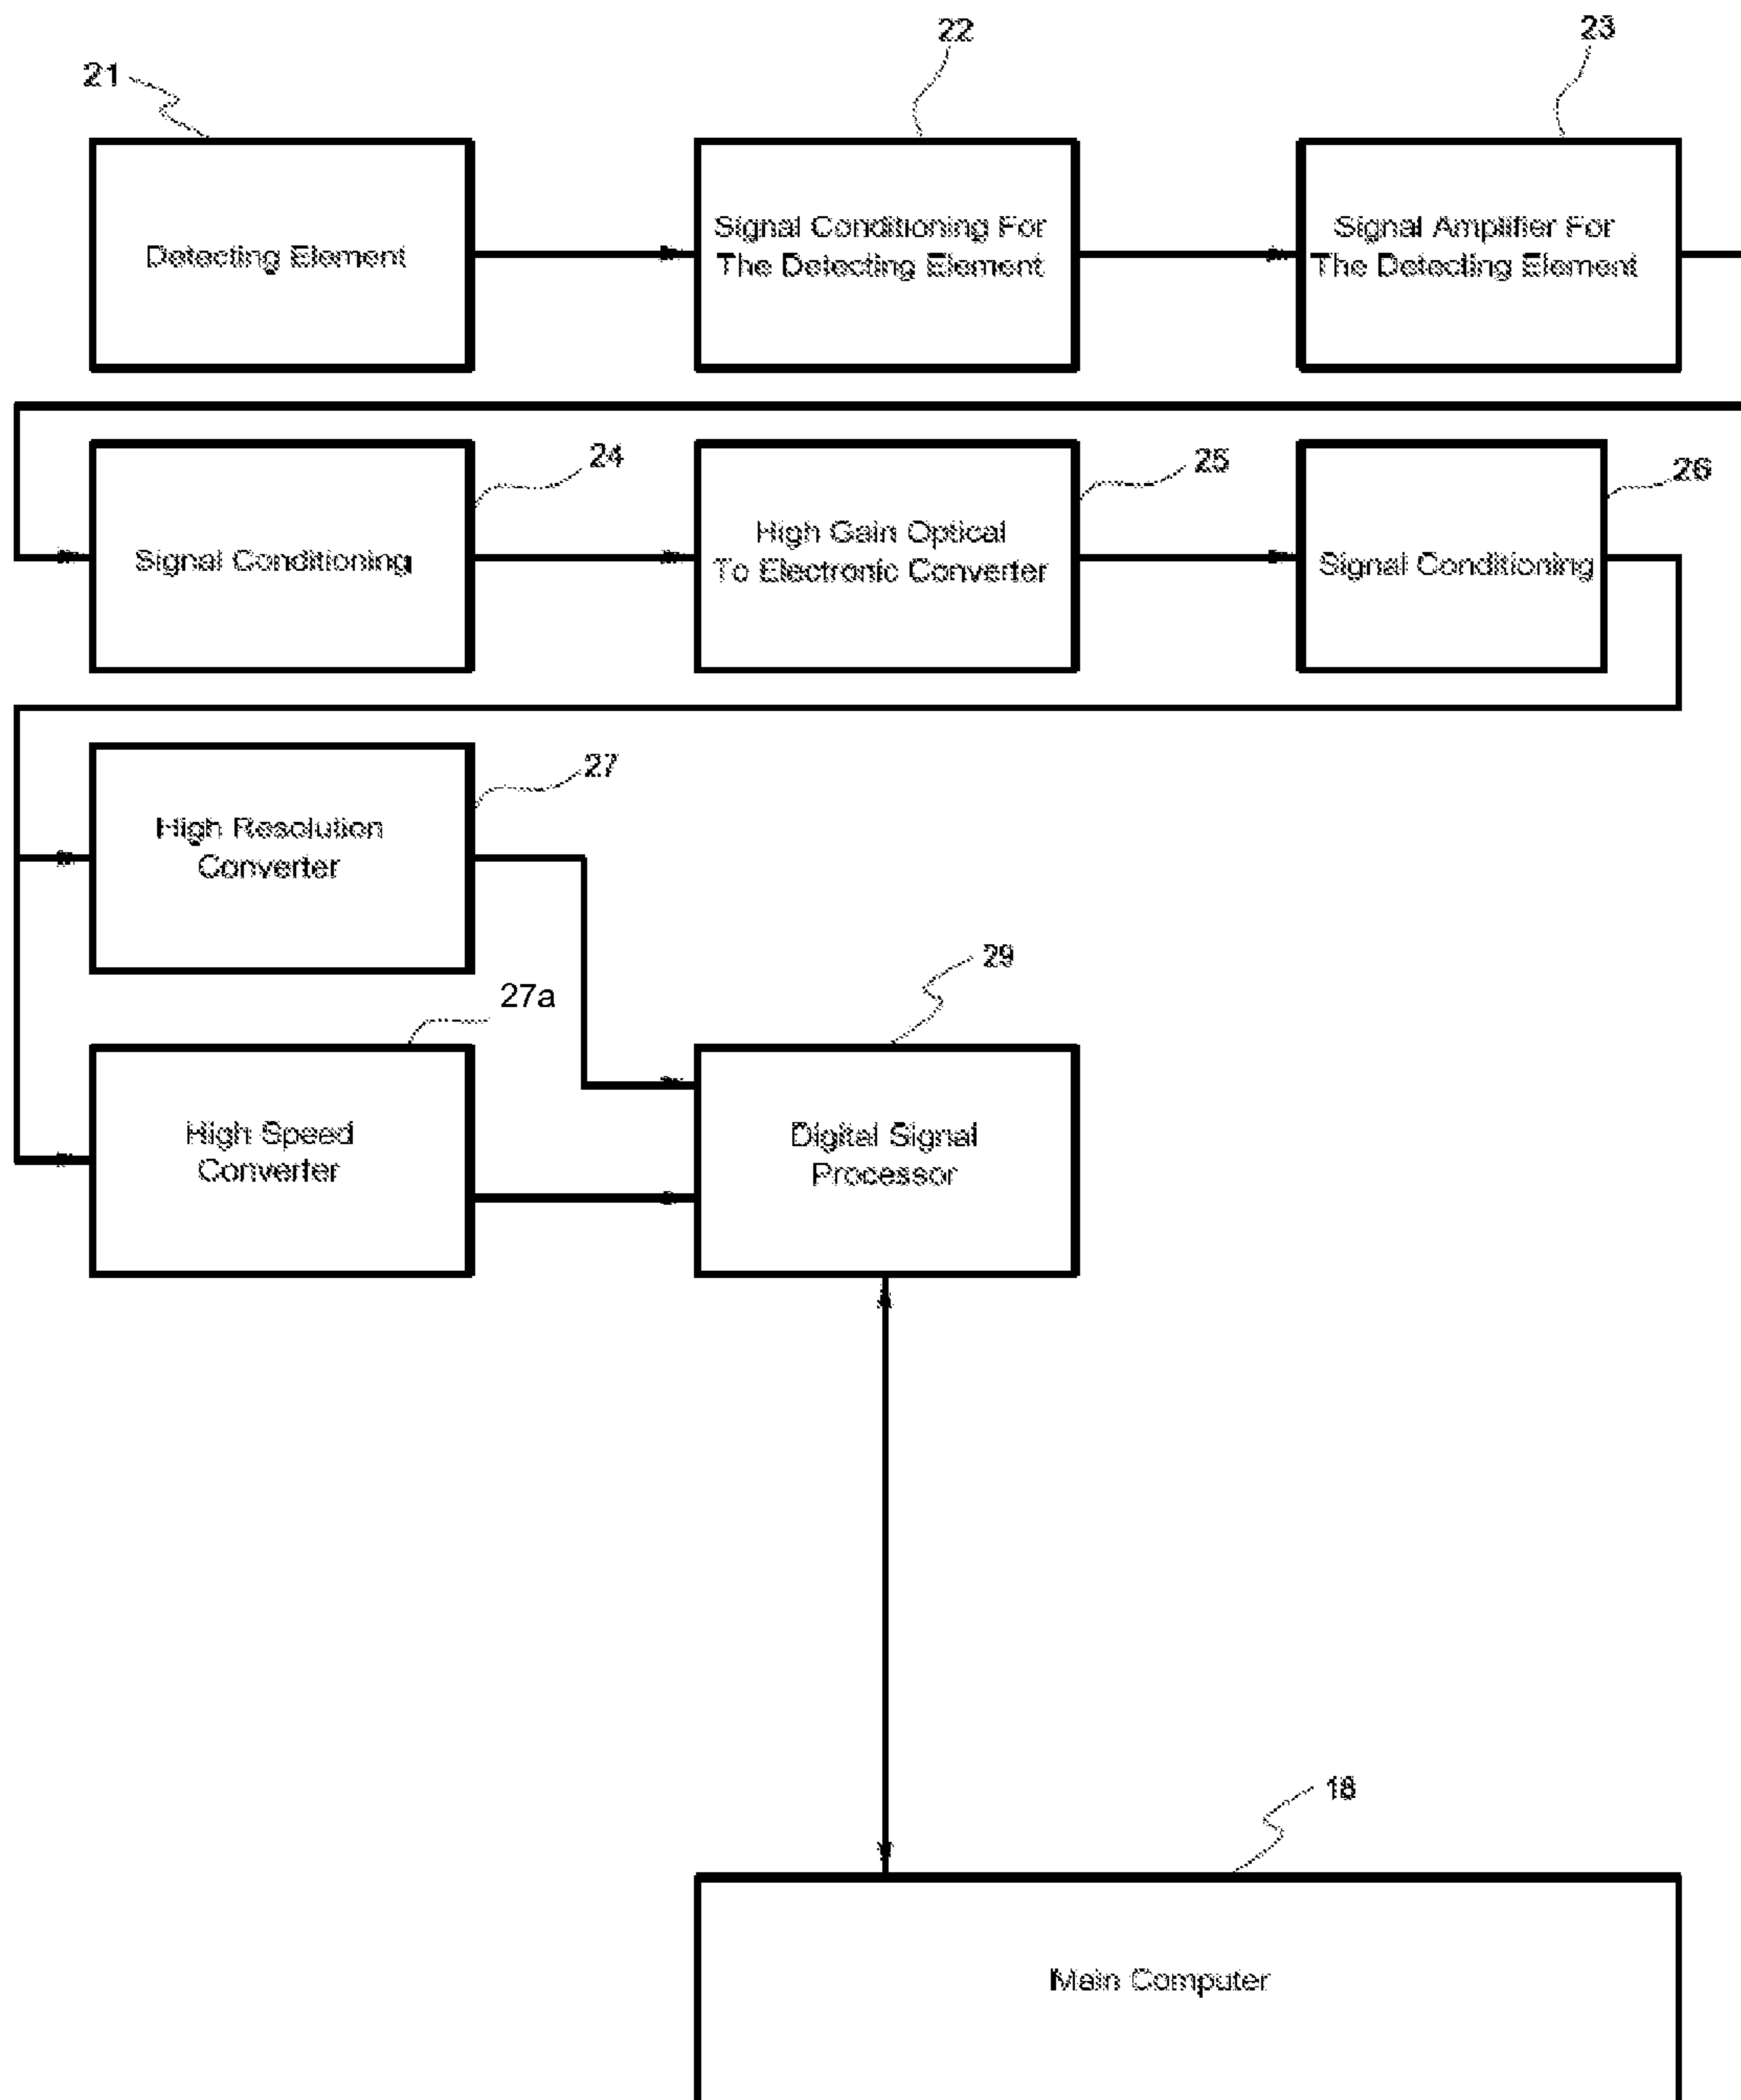 21
22
23
Detecting Element
Signal Conditioning For
The Detecting Element
Signal Amplifier For
The Detecting Element
24
25
26
Signal Conditioning
High Gain Optical
To Electronic Converter
Signal Conditioning
27
High Resolution
Converter
27a
29
High Speed
Converter
Digital Signal
Processor
18
Main Computer